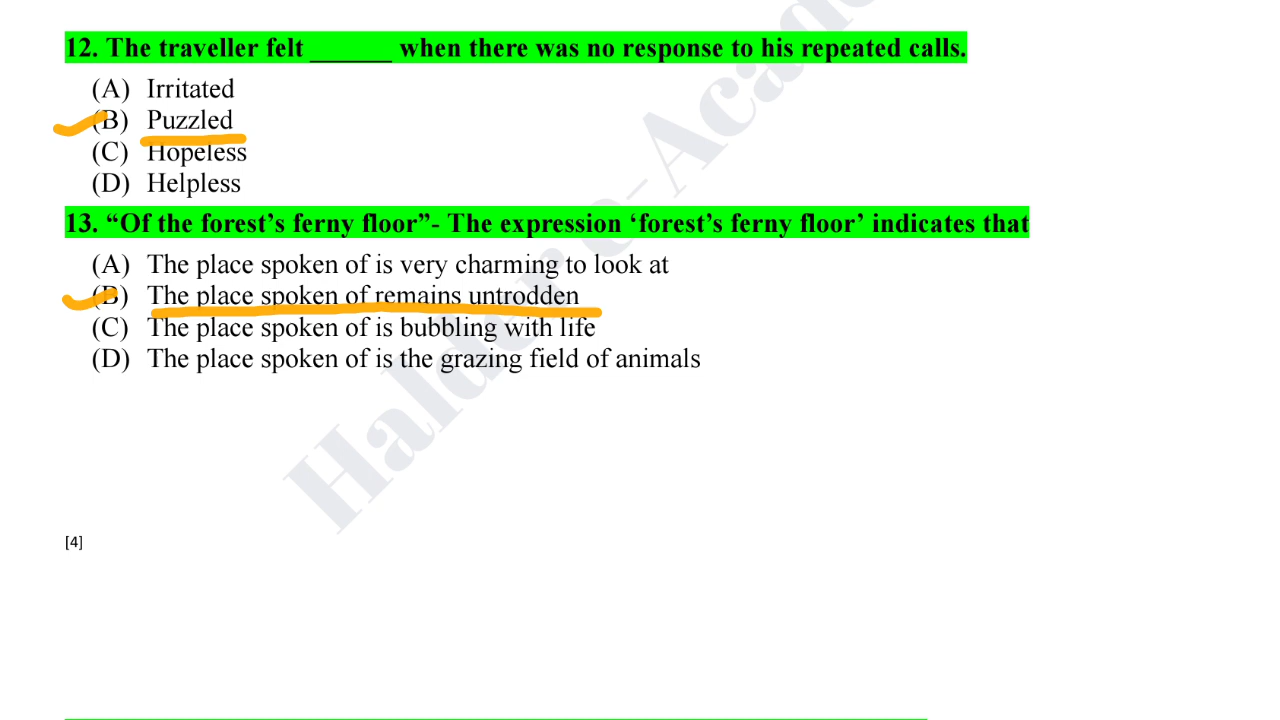 12. The traveller felt ______ when there was no response to his repeated calls.
(A) Irritated
(B) Puzzled
(C) Hopeless
(D) Helpless
13. “Of the forest’s ferny floor”- The expression ‘forest’s ferny floor’ indicates that
(A) The place spoken of is very charming to look at
(B) The place spoken of remains untrodden
(C) The place spoken of is bubbling with life
(D) The place spoken of is the grazing field of animals
[4]